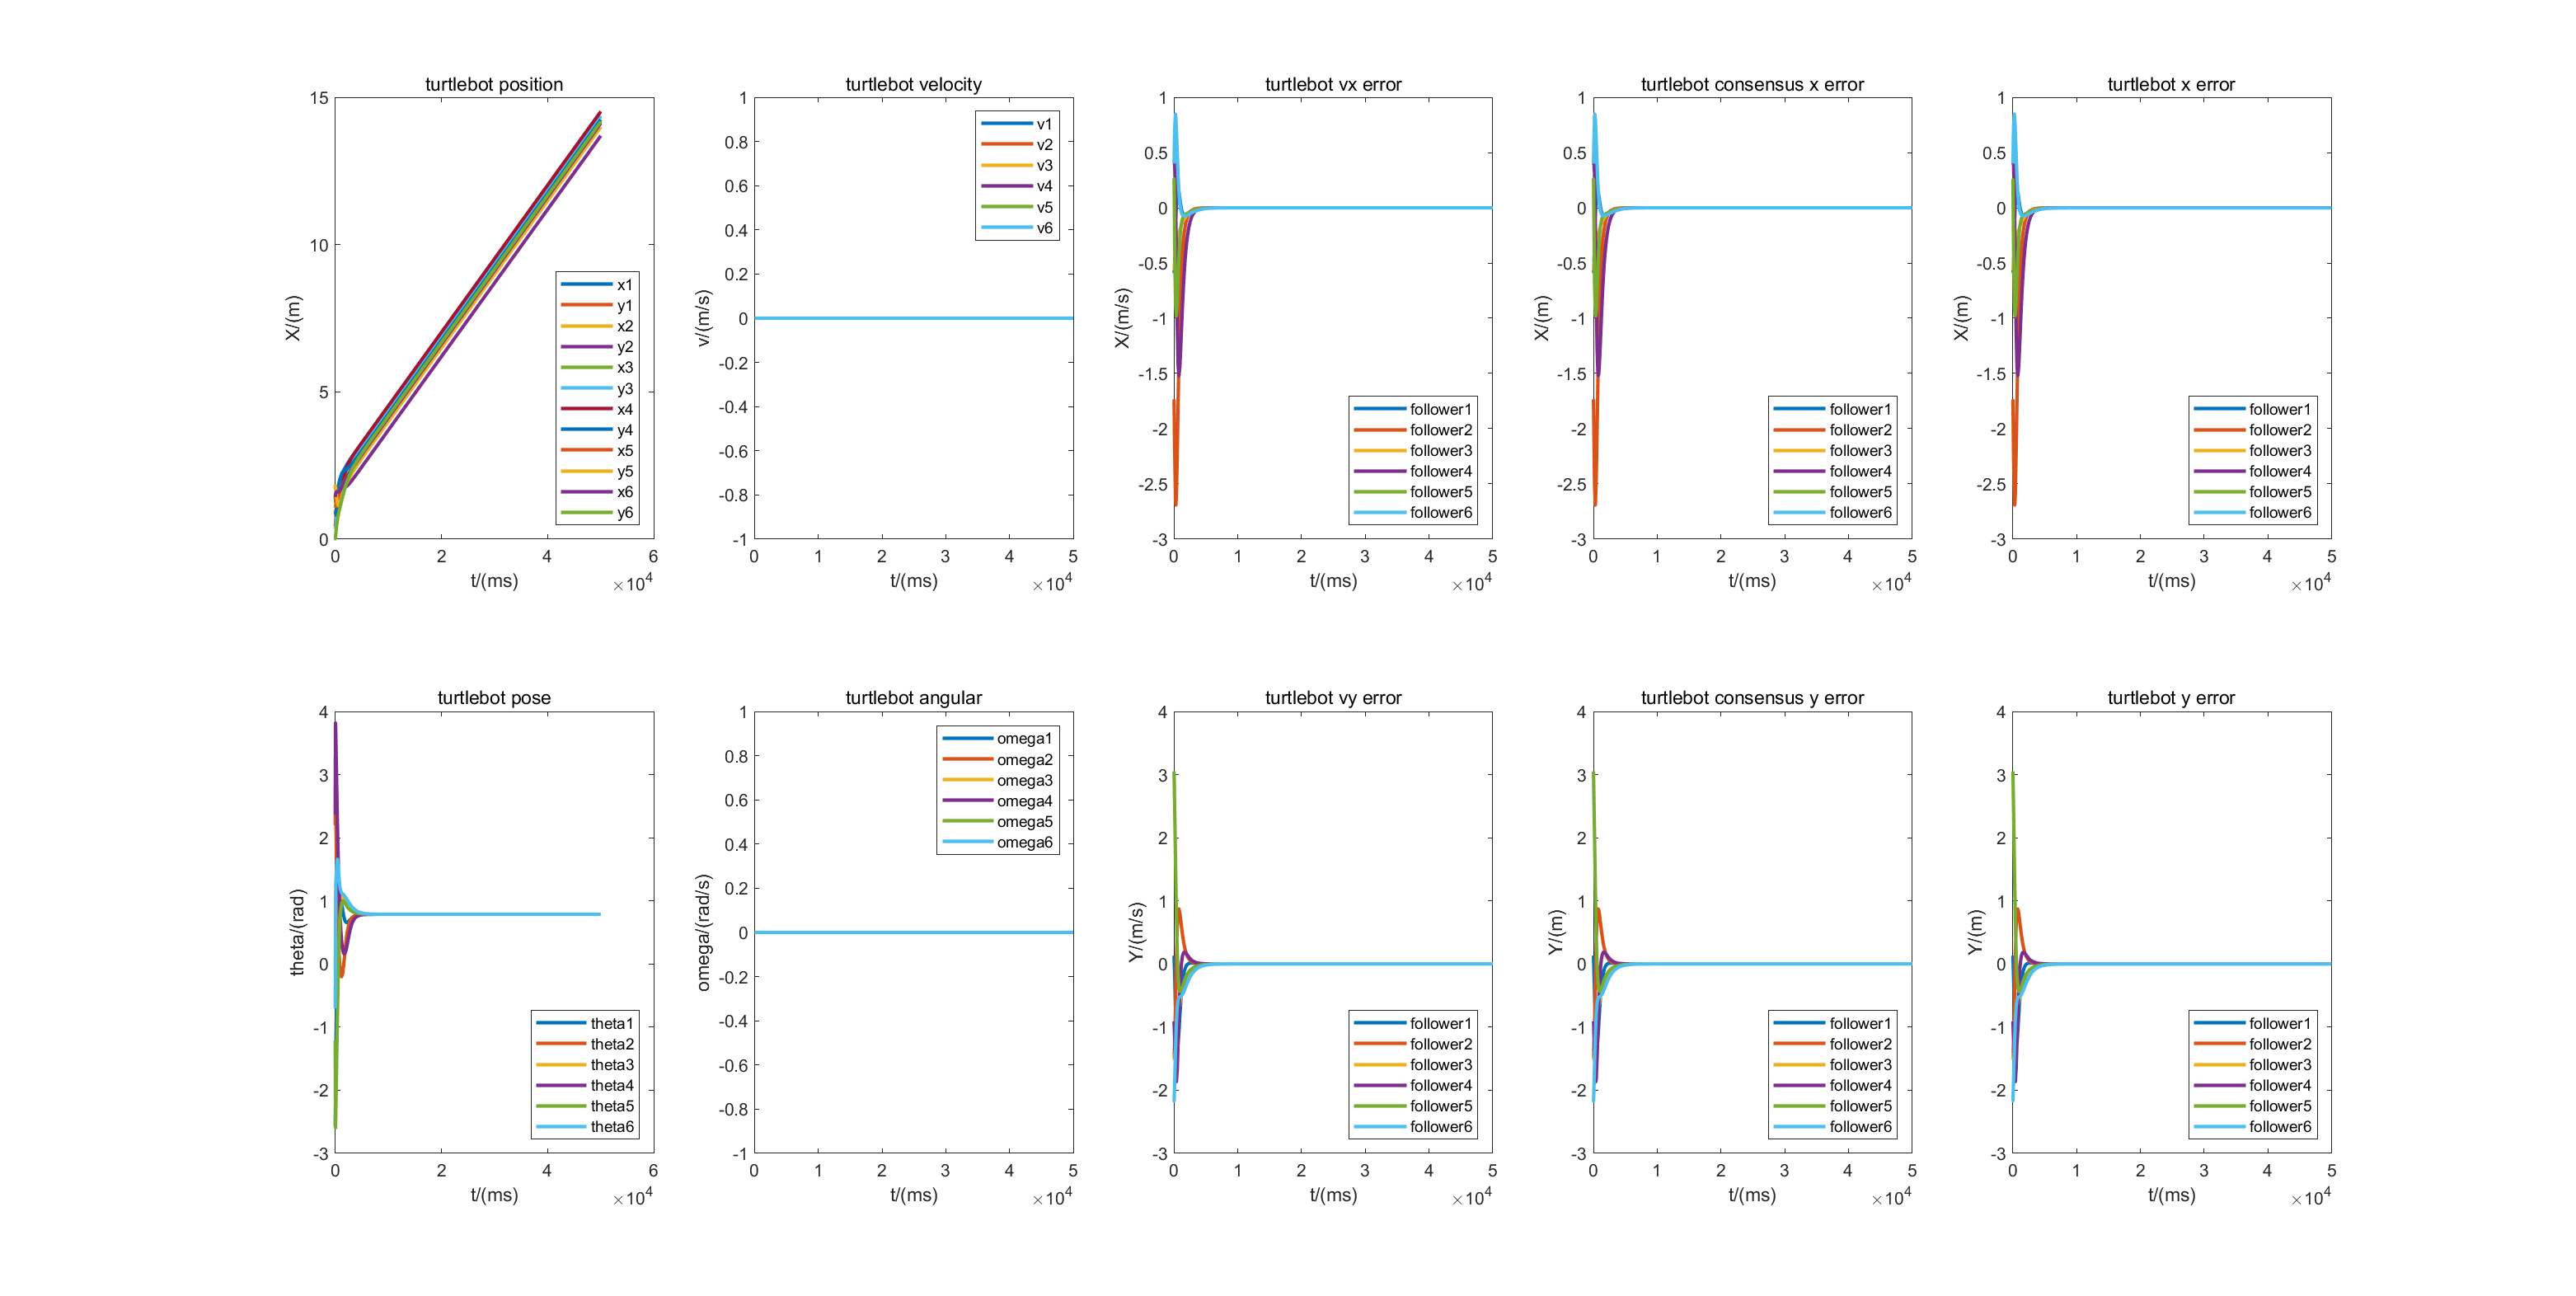 turtlebot position
15
10
5
0
X/(m)
x1
y1
x2
y2
x3
y3
x4
y4
x5
y5
x6
y6
0 2 4 6
t/(ms)
×10^4
turtlebot velocity
1
0.8
0.6
0.4
0.2
0
-0.2
-0.4
-0.6
-0.8
-1
v/(m/s)
v1
v2
v3
v4
v5
v6
0 1 2 3 4 5
t/(ms)
×10^4
turtlebot vx error
1
0.5
0
-0.5
-1
-1.5
-2
-2.5
-3
X/(m/s)
follower1
follower2
follower3
follower4
follower5
follower6
0 1 2 3 4 5
t/(ms)
×10^4
turtlebot consensus x error
1
0.5
0
-0.5
-1
-1.5
-2
-2.5
-3
X/(m)
follower1
follower2
follower3
follower4
follower5
follower6
0 1 2 3 4 5
t/(ms)
×10^4
turtlebot x error
1
0.5
0
-0.5
-1
-1.5
-2
-2.5
-3
X/(m)
follower1
follower2
follower3
follower4
follower5
follower6
0 1 2 3 4 5
t/(ms)
×10^4
turtlebot pose
4
3
2
1
0
-1
-2
-3
theta/(rad)
theta1
theta2
theta3
theta4
theta5
theta6
0 2 4 6
t/(ms)
×10^4
turtlebot angular
1
0.8
0.6
0.4
0.2
0
-0.2
-0.4
-0.6
-0.8
-1
omega/(rad/s)
omega1
omega2
omega3
omega4
omega5
omega6
0 1 2 3 4 5
t/(ms)
×10^4
turtlebot vy error
4
3
2
1
0
-1
-2
-3
Y/(m/s)
follower1
follower2
follower3
follower4
follower5
follower6
0 1 2 3 4 5
t/(ms)
×10^4
turtlebot consensus y error
4
3
2
1
0
-1
-2
-3
Y/(m)
follower1
follower2
follower3
follower4
follower5
follower6
0 1 2 3 4 5
t/(ms)
×10^4
turtlebot y error
4
3
2
1
0
-1
-2
-3
Y/(m)
follower1
follower2
follower3
follower4
follower5
follower6
0 1 2 3 4 5
t/(ms)
×10^4